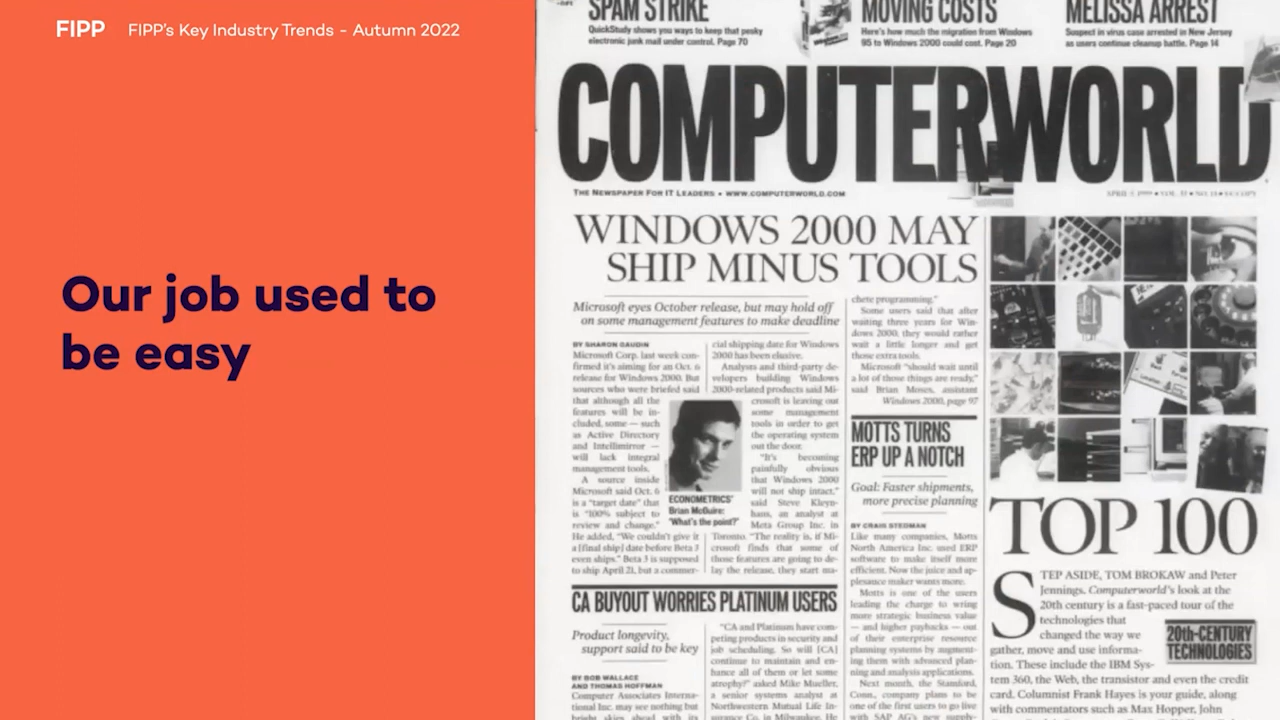 FIPP FIPP's Key Industry Trends - Autumn 2022
Our job used to
be easy
SPAM STRIKE
QuickStudy shows you ways to keep that pesky
electronic junk mail under control. Page 70
MOVING COSTS
Here's how much the migration from Windows
95 to Windows 2000 could cost. Page 20
MELISSA ARREST
Suspect in virus case arrested in New Jersey
as users continue cleanup battle. Page 14
COMPUTERWORLD
THE NEWSPAPER FOR IT LEADERS • WWW.COMPUTERWORLD.COM
WINDOWS 2000 MAY
SHIP MINUS TOOLS
Microsoft eyes October release, but may hold off
on some management features to make deadline
BY SHARON GAUDIN
Microsoft Corp. last week con-
firmed it's aiming for an Oct. 6
release for Windows 2000. But
sources who were briefed said
that although all the
features will be in-
cluded, some — such
as Active Directory
and Intellimirror —
will lack integral
management tools.
A source inside
Microsoft said Oct. 6
is a "target date" that
is "100% subject to
review and change."
He added, "We couldn't give it
a [final ship] date before Beta 3
even ships." Beta 3 is supposed
to ship April 21, but a commer-
cial shipping date for Windows
2000 has been elusive.
Analysts and third-party de-
velopers building Windows
2000-related products said Mi-
crosoft is leaving out
some management
tools in order to get
the operating system
out the door.
"It's becoming
painfully obvious
that Windows 2000
will not ship intact,"
said Steve Kleyn-
hans, an analyst at
Meta Group Inc. in
Toronto. "The reality is, if Mi-
crosoft finds that some of
those features are going to de-
lay the release, they start ma-
ECONOMETRICS'
Brian McGuire:
"What's the point?"
chete programming."
Some users said that after
waiting three years for Win-
dows 2000, they would rather
wait a little longer and get
those extra tools.
Microsoft "should wait until
a lot of those things are ready,"
said Brian Moses, assistant
Windows 2000, page 97
MOTTS TURNS
ERP UP A NOTCH
Goal: Faster shipments,
more precise planning
BY CRAIG STEDMAN
Like many companies, Motts
North America Inc. used ERP
software to make itself more
efficient. Now the juice and ap-
plesauce maker wants more.
Motts is one of the users
leading the charge to wring
more strategic business value
— and higher paybacks — out
of their enterprise resource
planning systems by augment-
ing them with advanced plan-
ning and analysis applications.
Next month, the Stamford,
Conn., company plans to be
one of the first users to go live
with SAP AG's new supply-
CA BUYOUT WORRIES PLATINUM USERS
Product longevity,
support said to be key
BY BOB WALLACE
AND THOMAS HOFFMAN
Computer Associates Interna-
tional Inc. may see nothing but
bright skies ahead with its
"CA and Platinum have com-
peting products in security and
job scheduling. So will [CA]
continue to maintain and en-
hance all of them or let some
atrophy?" asked Mike Mueller,
a senior systems analyst at
Northwestern Mutual Life In-
surance Co. in Milwaukee. He
TOP 100
STEP ASIDE, TOM BROKAW and Peter
Jennings. Computerworld's look at the
20th century is a fast-paced tour of the
technologies that
changed the way we
gather, move and use informa-
tion. These include the IBM Sys-
tem 360, the Web, the transistor and even the credit
card. Columnist Frank Hayes is your guide, along
with commentators such as Max Hopper, John
20th-CENTURY
TECHNOLOGIES